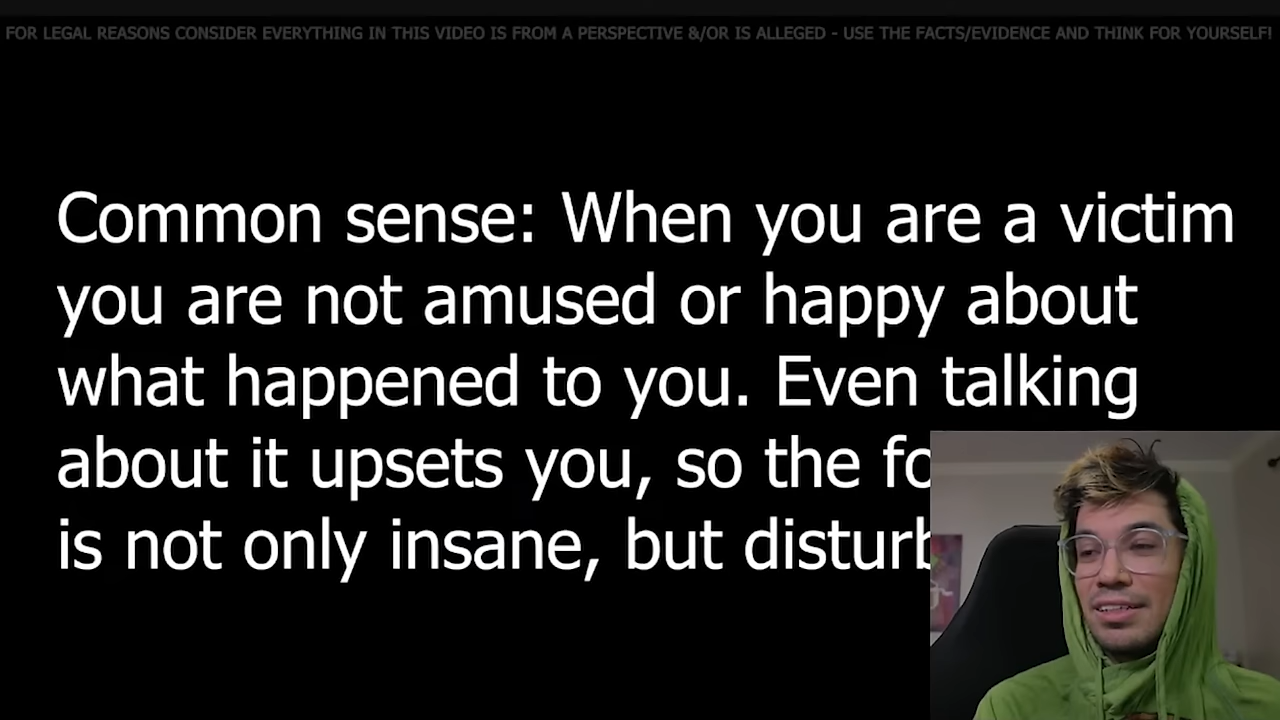 FOR LEGAL REASONS CONSIDER EVERYTHING IN THIS VIDEO IS FROM A PERSPECTIVE &/OR IS ALLEGED - USE THE FACTS/EVIDENCE AND THINK FOR YOURSELF!
Common sense: When you are a victim
you are not amused or happy about
what happened to you. Even talking
about it upsets you, so the
is not only insane, but